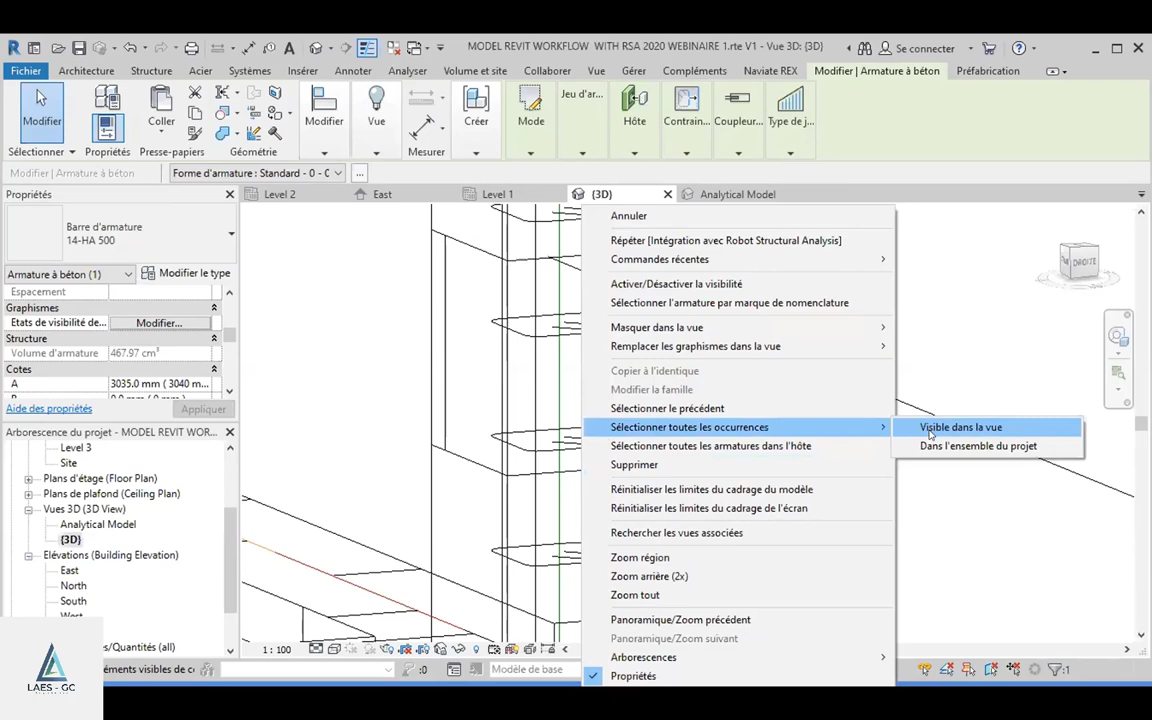 MODEL REVIT WORKFLOW WITH RSA 2020 WEBINAIRE 1.rte V1 - Vue 3D: {3D}
Se connecter
Fichier
Architecture
Structure
Acier
Systèmes
Insérer
Annoter
Analyser
Volume et site
Collaborer
Vue
Gérer
Compléments
Naviate REX
Modifier | Armature à béton
Préfabrication
Modifier
Coller
Modifier
Vue
Créer
Mode
Jeu d'ar...
Hôte
Contrain...
Coupleur...
Type de j...
Sélectionner
Propriétés
Presse-papiers
Géométrie
Mesurer
Modifier | Armature à béton
Forme d'armature : Standard - 0 - C
...
Propriétés
Level 2
East
Level 1
{3D}
Analytical Model
Barre d'armature
14-HA 500
Armature à béton (1)
Modifier le type
Espacement
Graphismes
Etats de visibilité de...
Modifier...
Structure
Volume d'armature
467.97 cm³
Cotes
A
3035.0 mm ( 3040 m...
Aide des propriétés
Appliquer
Arborescence du projet - MODEL REVIT WOR...
Level 3
Site
Plans d'étage (Floor Plan)
Plans de plafond (Ceiling Plan)
Vues 3D (3D View)
Analytical Model
{3D}
Elévations (Building Elevation)
East
North
South
West
s/Quantités (all)
LAES - GC
Annuler
Répéter [Intégration avec Robot Structural Analysis]
Commandes récentes
Activer/Désactiver la visibilité
Sélectionner l'armature par marque de nomenclature
Masquer dans la vue
Remplacer les graphismes dans la vue
Copier à l'identique
Modifier la famille
Sélectionner le précédent
Sélectionner toutes les occurrences
Visible dans la vue
Sélectionner toutes les armatures dans l'hôte
Dans l'ensemble du projet
Supprimer
Réinitialiser les limites du cadrage du modèle
Réinitialiser les limites du cadrage de l'écran
Rechercher les vues associées
Zoom région
Zoom arrière (2x)
Zoom tout
Panoramique/Zoom précédent
Panoramique/Zoom suivant
Arborescences
Propriétés
DROITE
1 : 100
éments visibles de c
:0
Modèle de base
:1